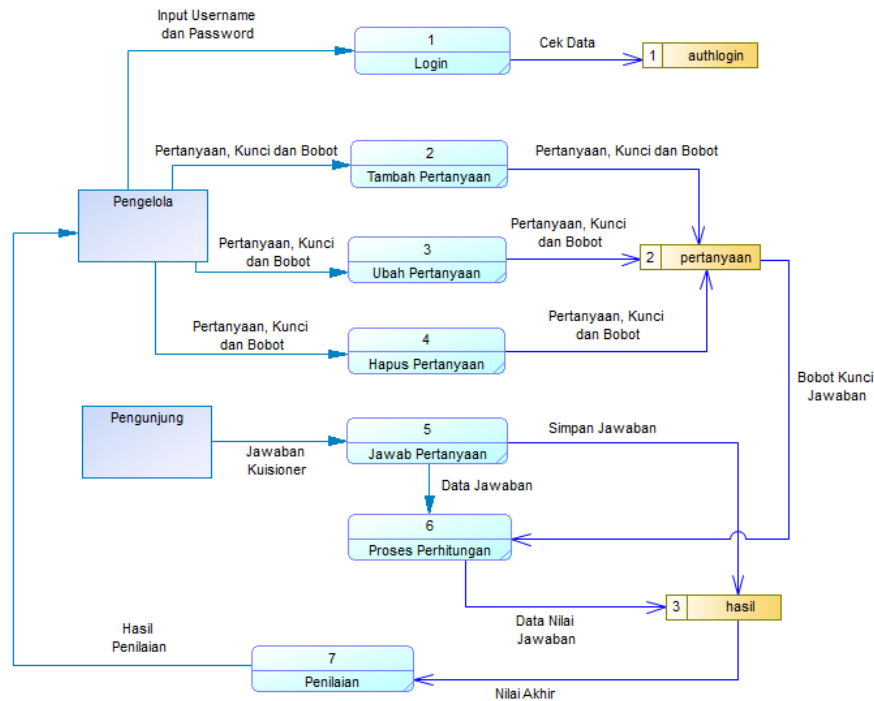 Input Username
dan Password
1
Login
Cek Data
1 authlogin
Pertanyaan, Kunci dan Bobot
2
Tambah Pertanyaan
Pertanyaan, Kunci dan Bobot
Pengelola
Pertanyaan, Kunci
dan Bobot
3
Ubah Pertanyaan
Pertanyaan, Kunci
dan Bobot
2 pertanyaan
Pertanyaan, Kunci
dan Bobot
4
Hapus Pertanyaan
Pertanyaan, Kunci
dan Bobot
Bobot Kunci
Jawaban
Pengunjung
Jawaban
Kuisioner
5
Jawab Pertanyaan
Simpan Jawaban
Data Jawaban
6
Proses Perhitungan
Data Nilai
Jawaban
3 hasil
Hasil
Penilaian
7
Penilaian
Nilai Akhir